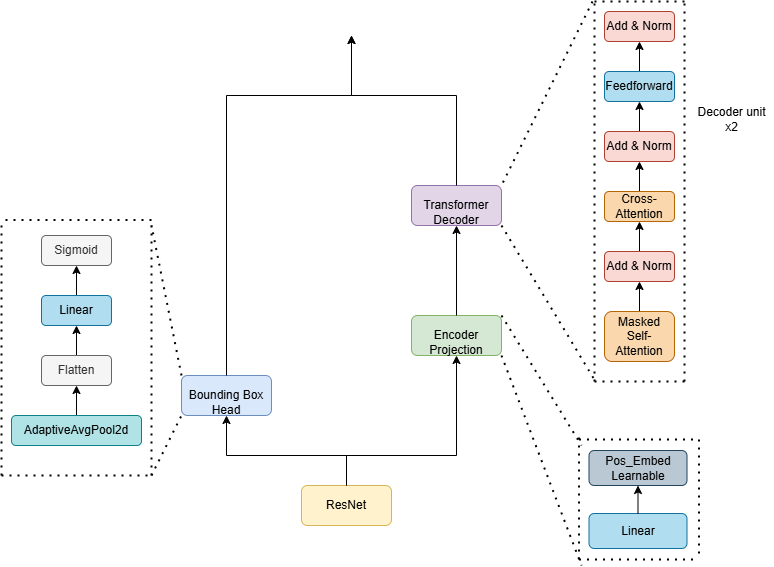 Add & Norm
Feedforward
Add & Norm
Cross-
Attention
Add & Norm
Masked
Self-
Attention
Decoder unit
x2
Transformer
Decoder
Encoder
Projection
Sigmoid
Linear
Flatten
AdaptiveAvgPool2d
Bounding Box
Head
ResNet
Pos_Embed
Learnable
Linear